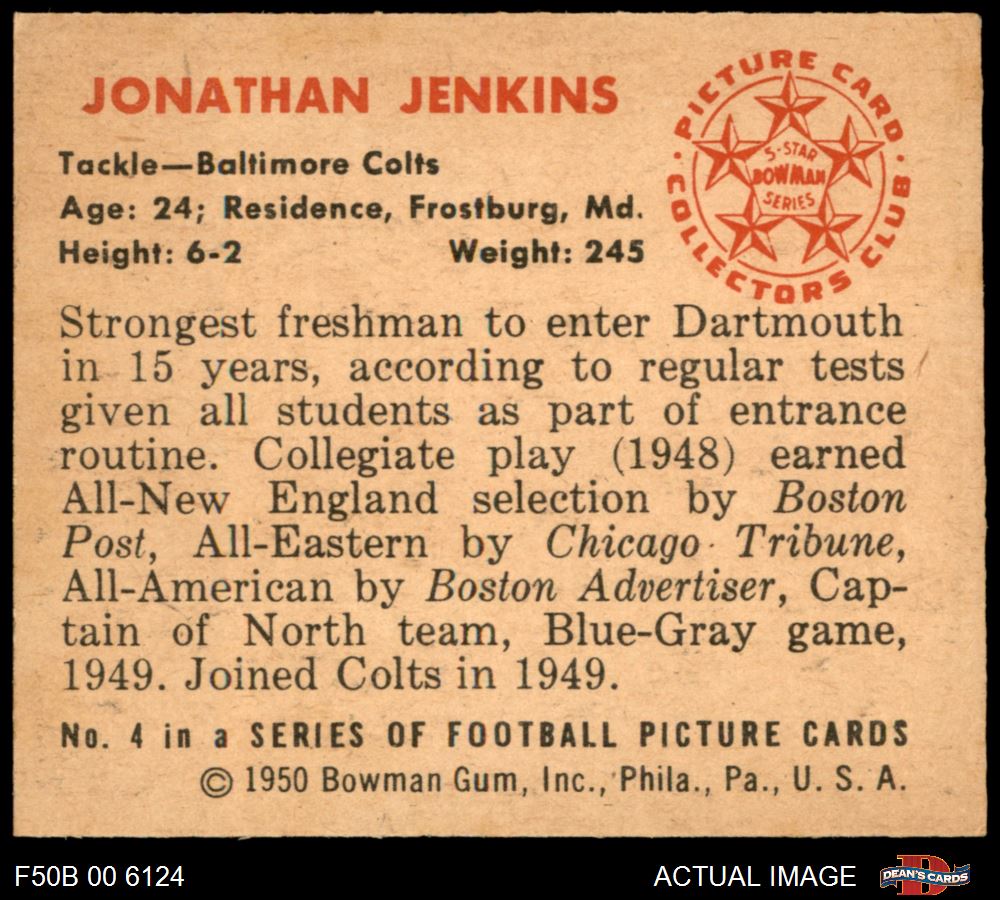 JONATHAN JENKINS
Tackle—Baltimore Colts
Age: 24; Residence, Frostburg, Md.
Height: 6-2 Weight: 245
PICTURE CARD
COLLECTORS CLUB
5-STAR
BOWMAN
SERIES
Strongest freshman to enter Dartmouth
in 15 years, according to regular tests
given all students as part of entrance
routine. Collegiate play (1948) earned
All-New England selection by Boston
Post, All-Eastern by Chicago Tribune,
All-American by Boston Advertiser, Cap-
tain of North team, Blue-Gray game,
1949. Joined Colts in 1949.
No. 4 in a SERIES OF FOOTBALL PICTURE CARDS
© 1950 Bowman Gum, Inc., Phila., Pa., U. S. A.
F50B 00 6124
ACTUAL IMAGE
DEAN'S CARDS